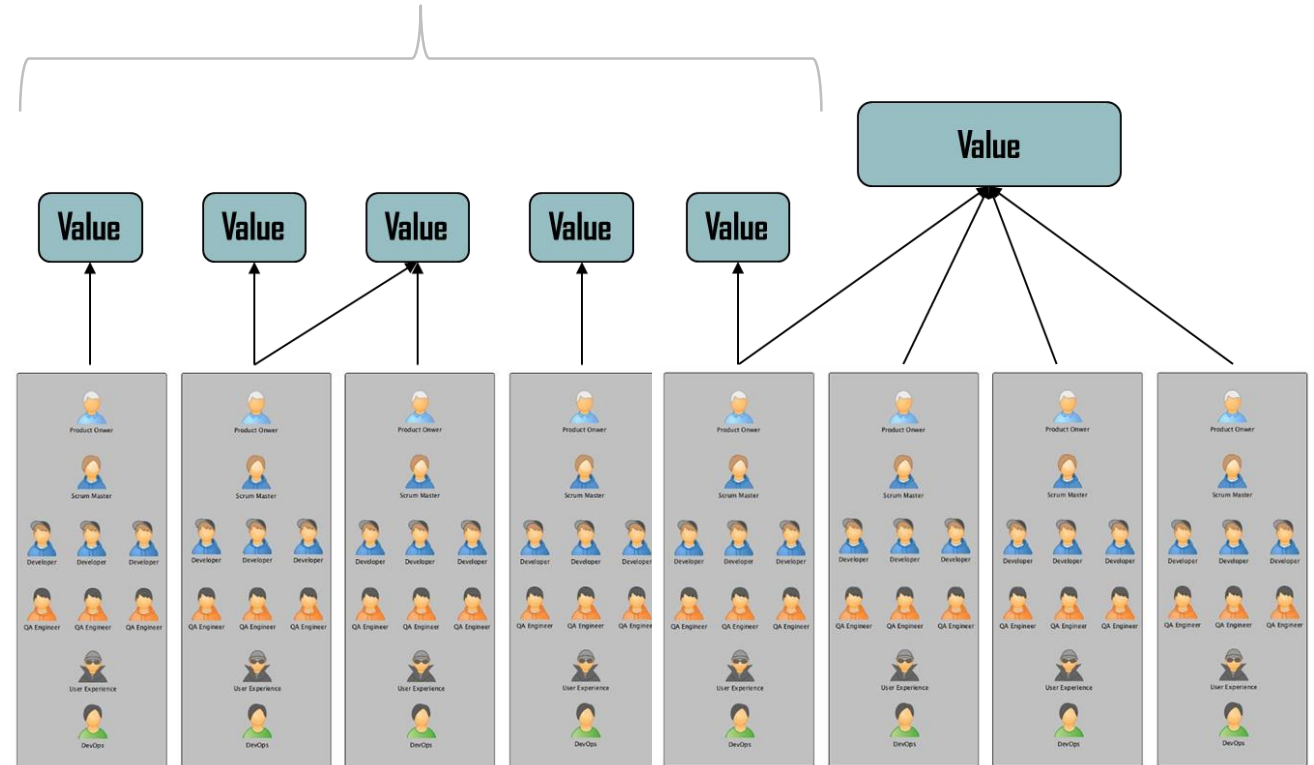 Value
Value Value Value Value Value
Product Onwer Product Onwer Product Onwer Product Onwer Product Onwer Product Onwer Product Onwer Product Onwer
Scrum Master Scrum Master Scrum Master Scrum Master Scrum Master Scrum Master Scrum Master Scrum Master
Developer Developer Developer Developer Developer Developer Developer Developer Developer Developer Developer Developer Developer Developer Developer Developer Developer Developer Developer Developer Developer Developer Developer Developer
QA Engineer QA Engineer QA Engineer QA Engineer QA Engineer QA Engineer QA Engineer QA Engineer QA Engineer QA Engineer QA Engineer QA Enginee QA Engineer QA Engineer QA Engineer QA Engineer QA Engineer QA Engineer QA Engineer QA Engineer QA Engineer QA Engineer QA Engineer QA Engineer
User Experience User Experience User Experience User Experience User Experience User Experience User Experience User Experience
DevOps DevOps DevOps DevOps DevOps DevOps DevOps DevOps